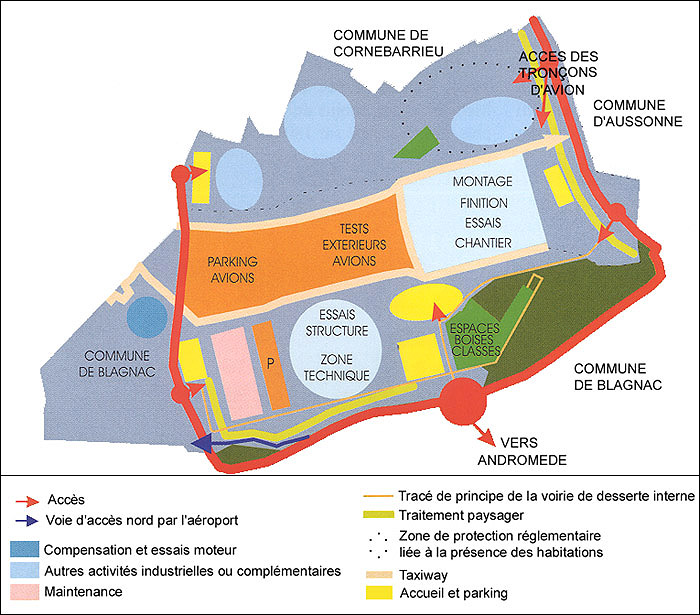 COMMUNE DE
CORNEBARRIEU
ACCES DES
TRONÇONS
D'AVION
COMMUNE
D'AUSSONNE
MONTAGE
FINITION
ESSAIS
CHANTIER
TESTS
EXTERIEURS
AVIONS
PARKING
AVIONS
ESSAIS
STRUCTURE
ZONE
TECHNIQUE
P
ESPACES
BOISES
CLASSES
COMMUNE
DE BLAGNAC
COMMUNE
DE BLAGNAC
VERS
ANDROMEDE
Accès
Voie d'accès nord par l'aéroport
Compensation et essais moteur
Autres activités industrielles ou complémentaires
Maintenance
Tracé de principe de la voirie de desserte interne
Traitement paysager
Zone de protection réglementaire
liée à la présence des habitations
Taxiway
Accueil et parking